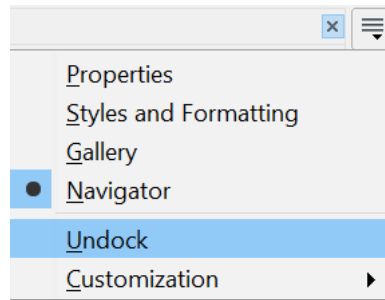 Properties
Styles and Formatting
Gallery
Navigator
Undock
Customization